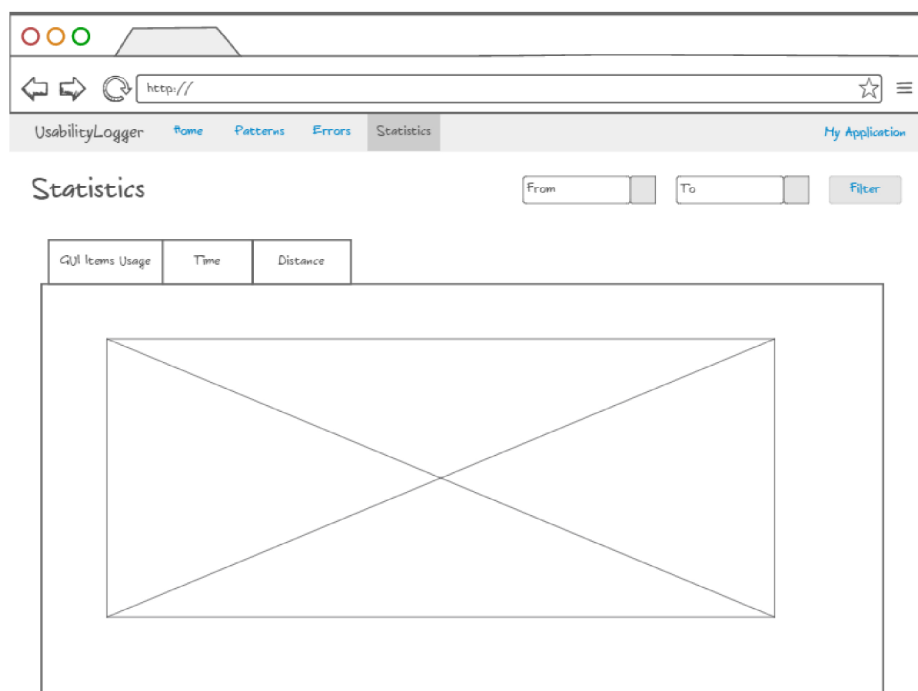 http://
UsabilityLogger Home Patterns Errors Statistics My Application
Statistics From To Filter
GUI Items Usage Time Distance